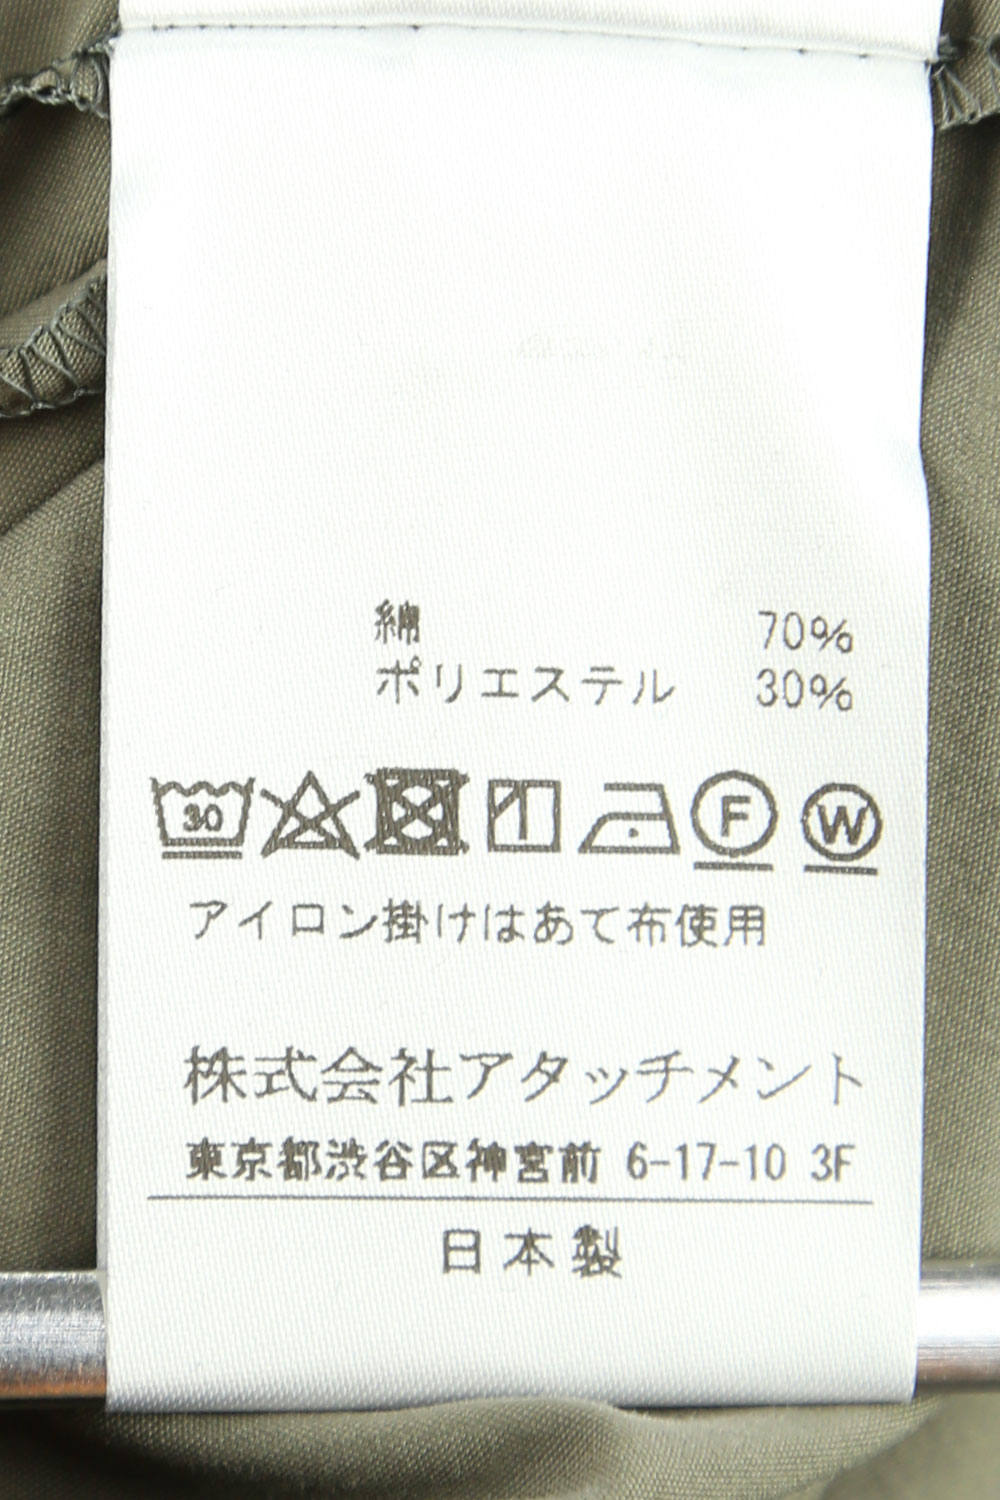 綿 70%
ポリエステル 30%
30 F W
アイロン掛けはあて布使用
株式会社アタッチメント
東京都渋谷区神宮前 6-17-10 3F
日本製